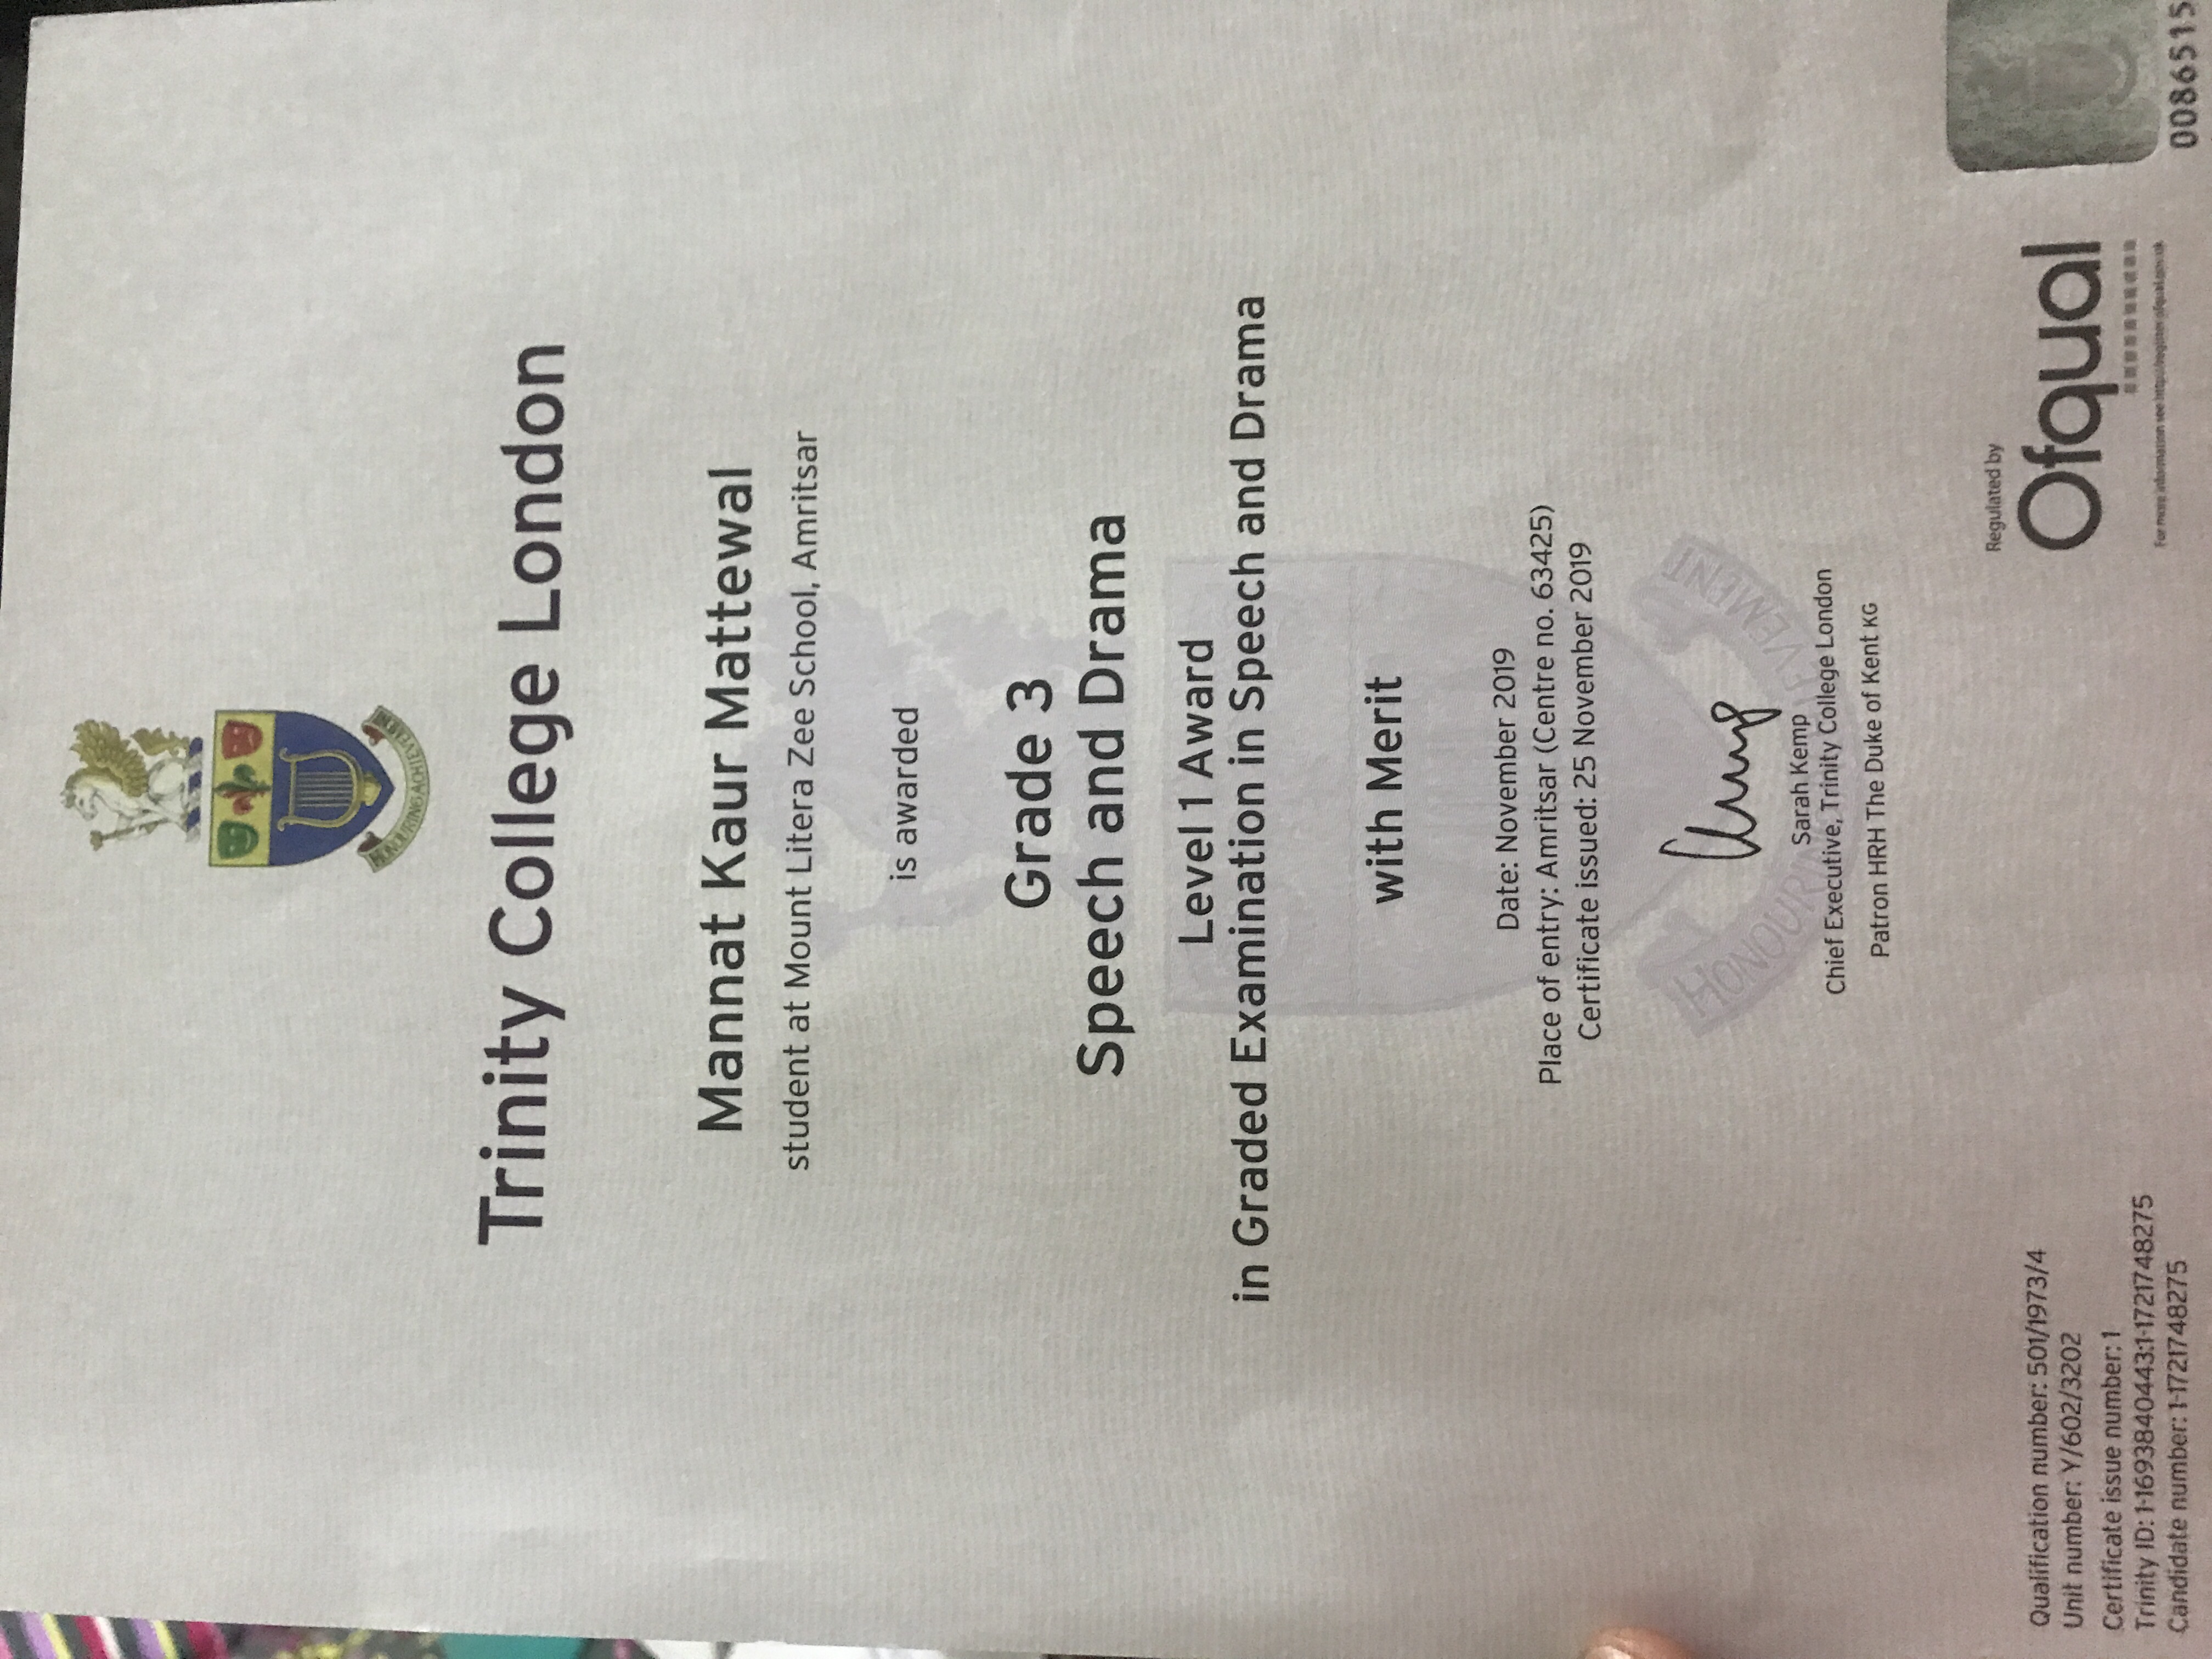 Trinity College London
Mannat Kaur Mattewal
student at Mount Litera Zee School, Amritsar
is awarded
Grade 3
Speech and Drama
Level 1 Award
in Graded Examination in Speech and Drama
with Merit
Date: November 2019
Place of entry: Amritsar (Centre no. 63425)
Certificate issued: 25 November 2019
Sarah Kemp
Chief Executive, Trinity College London
Patron HRH The Duke of Kent KG
Qualification number: 501/1973/4
Unit number: Y/602/3202
Certificate issue number: 1
Trinity ID: 1-1693840443:1-1721748275
Candidate number: 1-1721748275
Regulated by
Ofqual
0086515